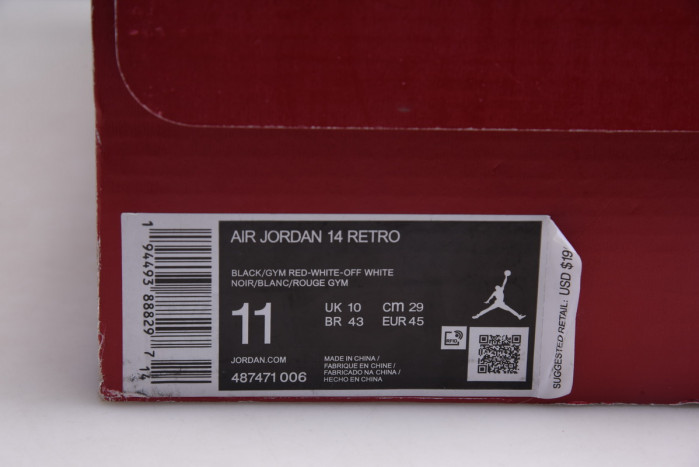 AIR JORDAN 14 RETRO
BLACK/GYM RED-WHITE-OFF WHITE
NOIR/BLANC/ROUGE GYM
11
UK 10 cm 29
BR 43 EUR 45
JORDAN.COM
487471 006
MADE IN CHINA /
FABRIQUE EN CHINE /
FABRICADO NA CHINA /
HECHO EN CHINA
RFID
1 94493 88829 7 14
SUGGESTED RETAIL: USD $19